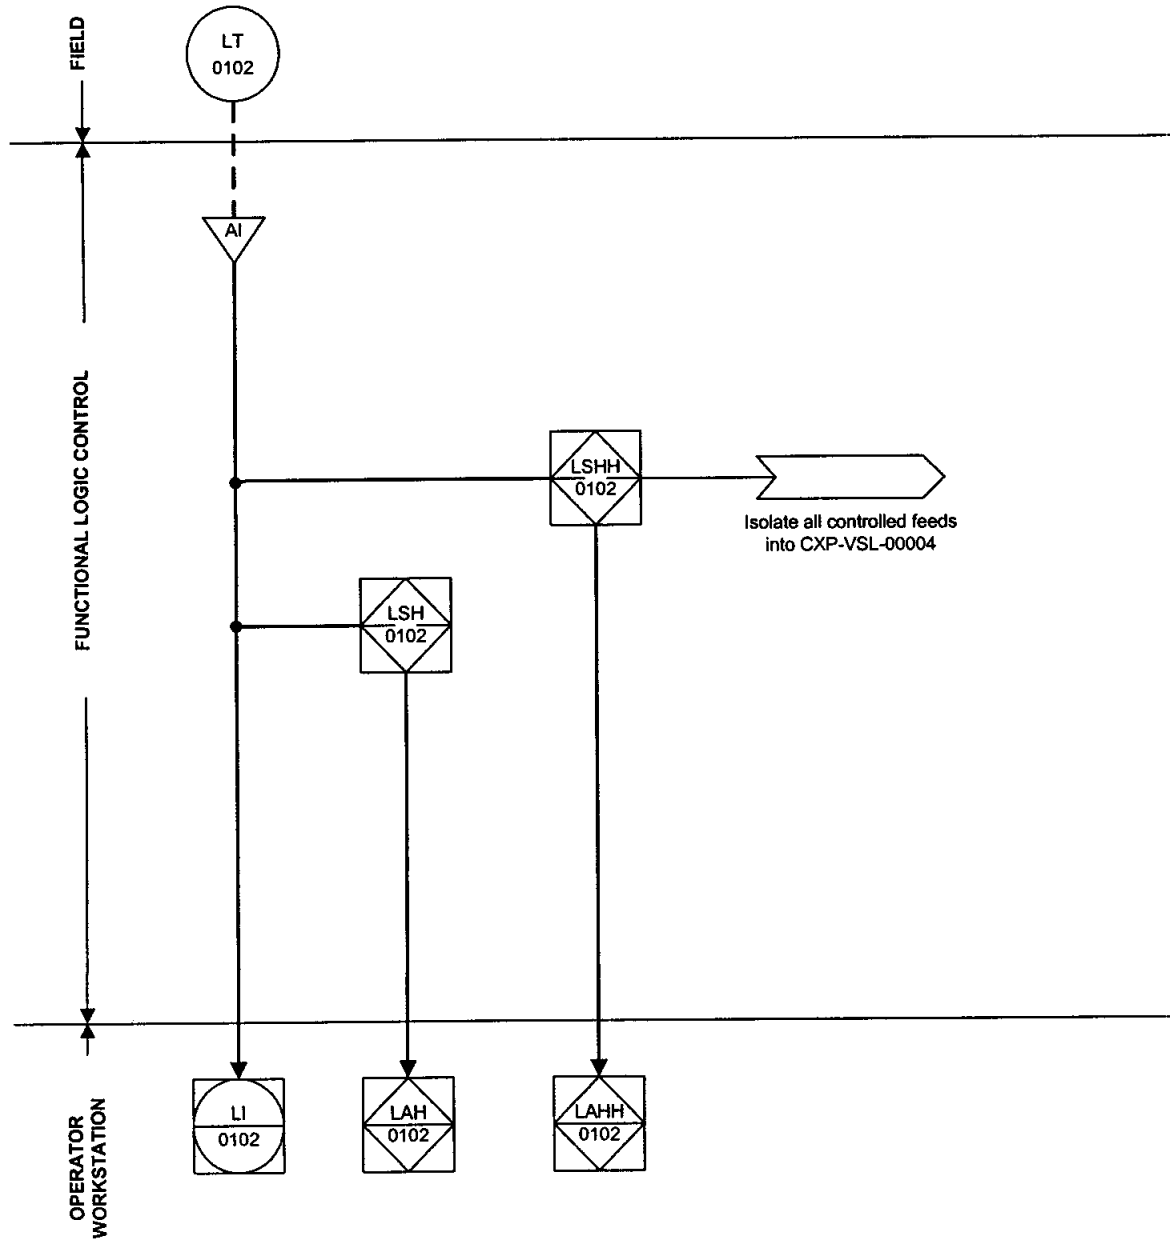 FIELD
LT
0102
AI
FUNCTIONAL LOGIC CONTROL
LSHH
0102
Isolate all controlled feeds
into CXP-VSL-00004
LSH
0102
OPERATOR
WORKSTATION
LI
0102
LAH
0102
LAHH
0102